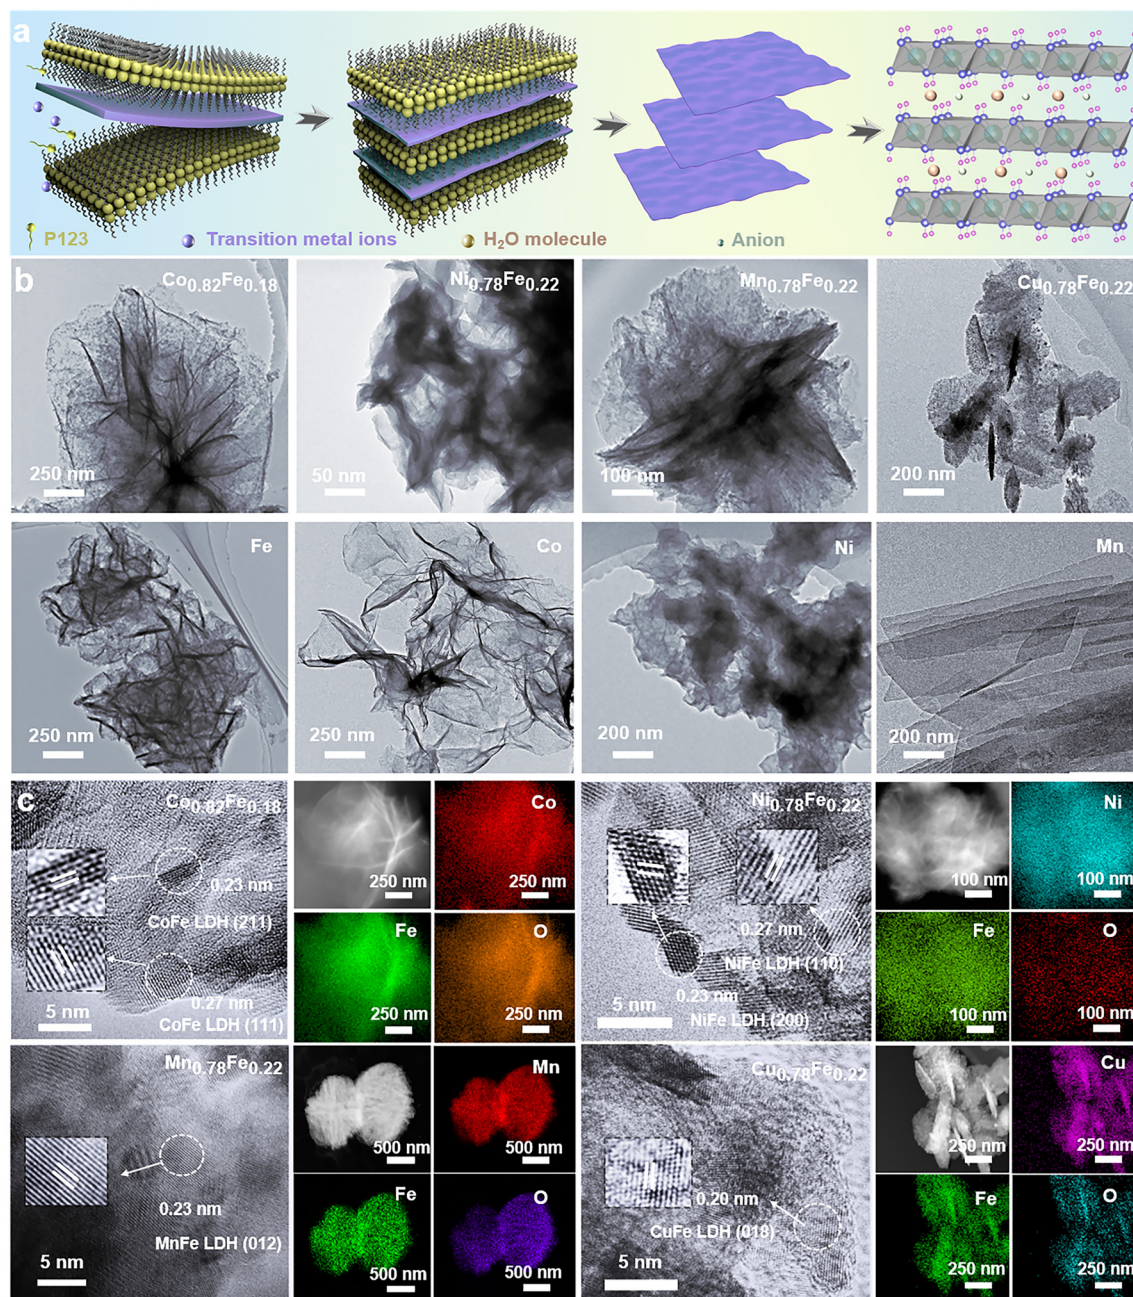 a
P123
Transition metal ions
H2O molecule
Anion
b
Co0.82Fe0.18
250 nm
Ni0.78Fe0.22
50 nm
Mn0.78Fe0.22
100 nm
Cu0.78Fe0.22
200 nm
Fe
250 nm
Co
250 nm
Ni
200 nm
Mn
200 nm
c
Co0.82Fe0.18
0.23 nm
CoFe LDH (211)
0.27 nm
5 nm
CoFe LDH (111)
250 nm
Co
250 nm
Fe
250 nm
O
250 nm
Ni0.78Fe0.22
0.27 nm
NiFe LDH (110)
0.23 nm
5 nm
NiFe LDH (200)
100 nm
Ni
100 nm
Fe
100 nm
O
100 nm
Mn0.78Fe0.22
0.23 nm
MnFe LDH (012)
5 nm
500 nm
Mn
500 nm
Fe
500 nm
O
500 nm
Cu0.78Fe0.22
0.20 nm
CuFe LDH (018)
5 nm
250 nm
Cu
250 nm
Fe
250 nm
O
250 nm